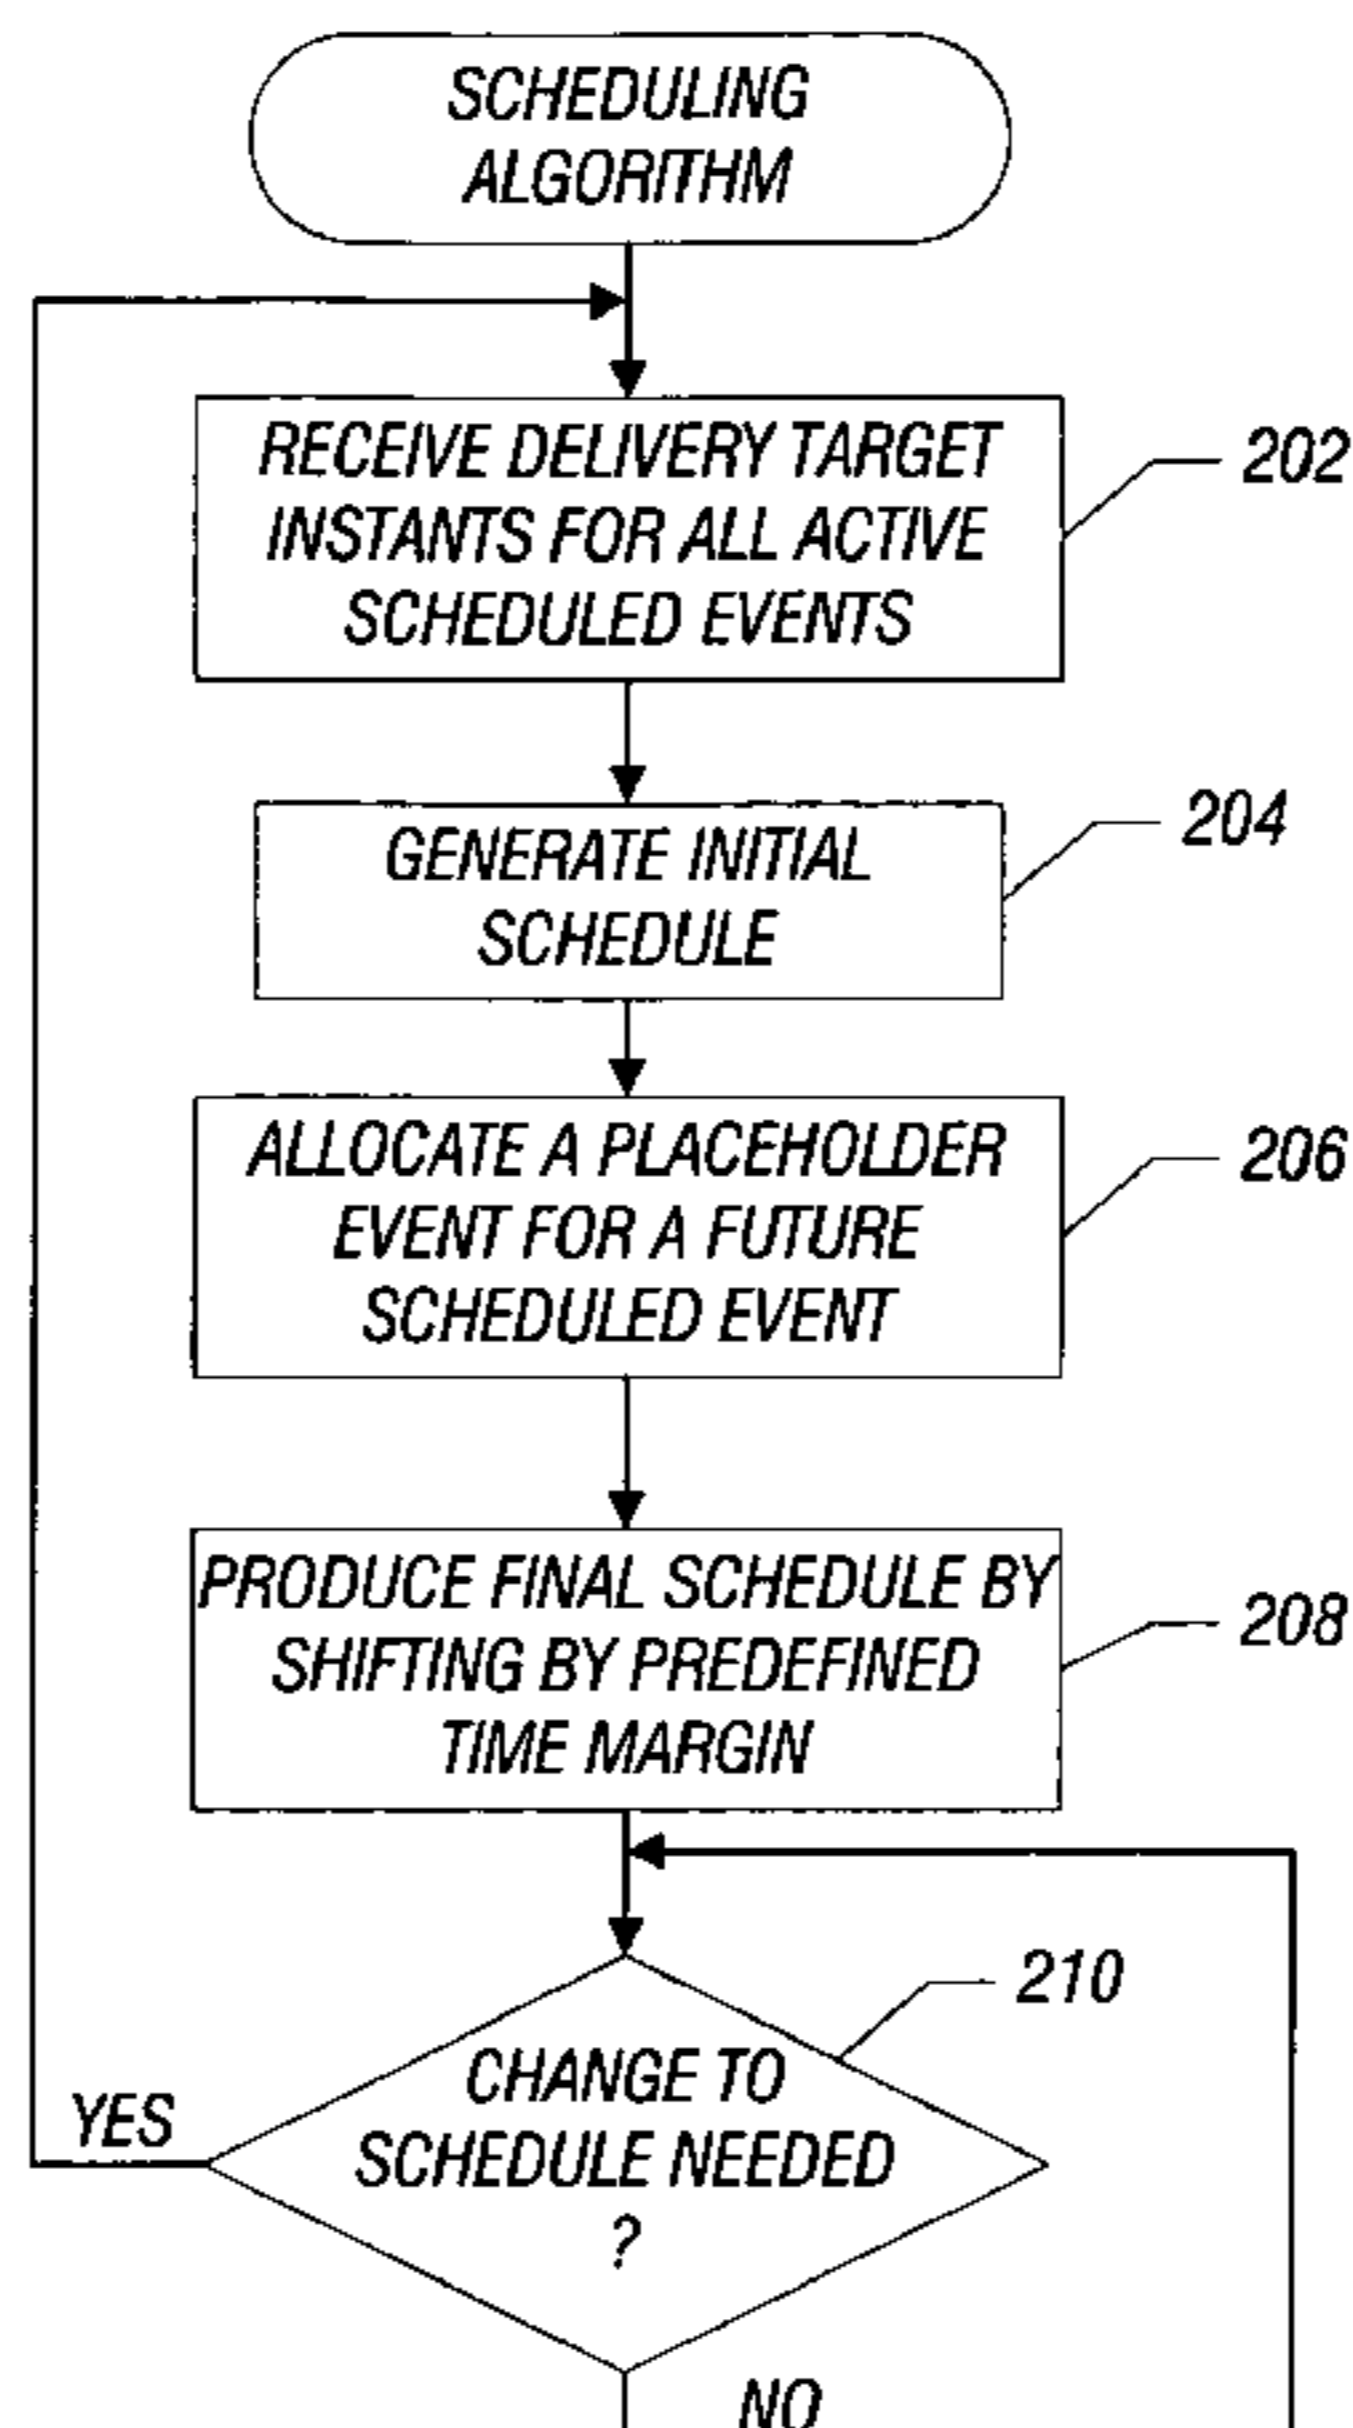 SCHEDULING
ALGORITHM
RECEIVE DELIVERY TARGET
INSTANTS FOR ALL ACTIVE
SCHEDULED EVENTS
202
GENERATE INITIAL
SCHEDULE
204
ALLOCATE A PLACEHOLDER
EVENT FOR A FUTURE
SCHEDULED EVENT
206
PRODUCE FINAL SCHEDULE BY
SHIFTING BY PREDEFINED
TIME MARGIN
208
210
CHANGE TO
SCHEDULE NEEDED
?
YES
NO